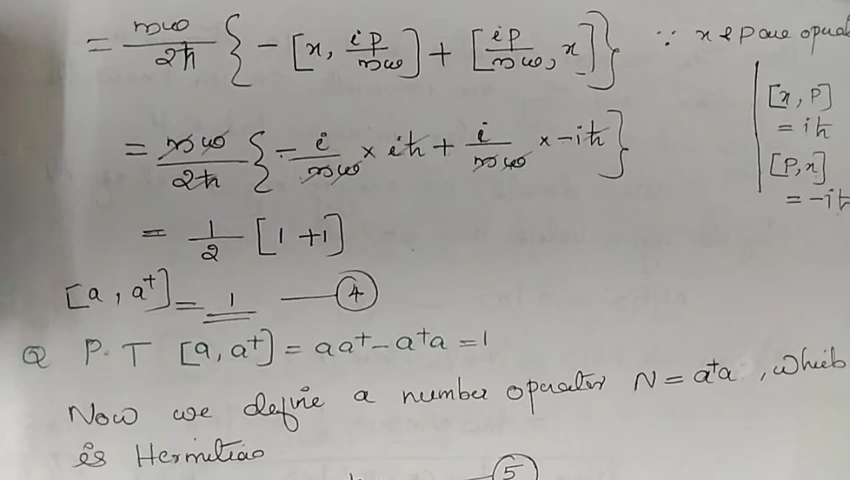 = mω/2ħ { - [x, ip/mω] + [ip/mω, x] } ∵ x & p are operat
= mω/2ħ { - i/mω × iħ + i/mω × -iħ }
[x, p]
= iħ
[p, x]
= -iħ
= 1/2 [1 + 1]
[a, a†] = 1 — ④
Q P.T [a, a†] = aa† - a†a = 1
Now we define a number operator N = a†a, which
is Hermitian
⑤